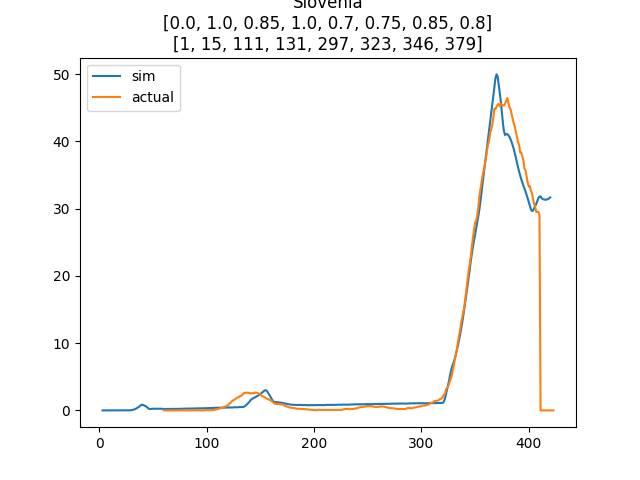 Slovenia
[0.0, 1.0, 0.85, 1.0, 0.7, 0.75, 0.85, 0.8]
[1, 15, 111, 131, 297, 323, 346, 379]
sim
actual
50
40
30
20
10
0
0 100 200 300 400